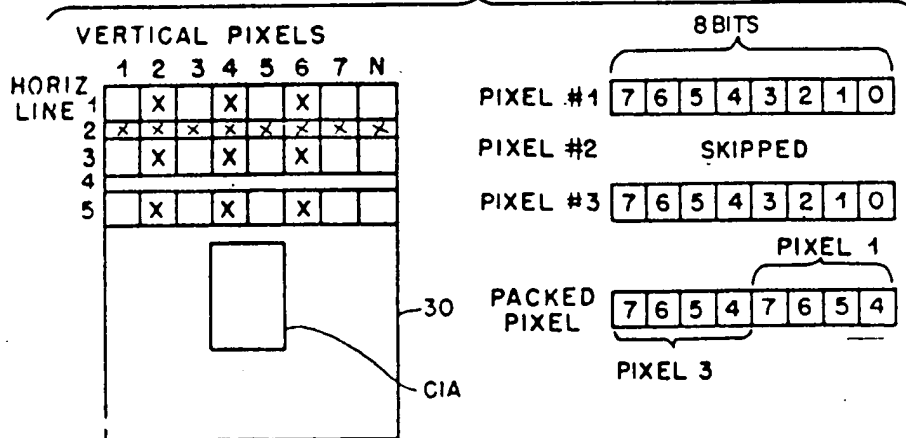 VERTICAL PIXELS
1 2 3 4 5 6 7 N
HORIZ
LINE 1 X X X
2 X X X X X X X X
3 X X X
4
5 X X X
30
C1A
8 BITS
PIXEL #1 7 6 5 4 3 2 1 0
PIXEL #2 SKIPPED
PIXEL #3 7 6 5 4 3 2 1 0
PIXEL 1
PACKED
PIXEL 7 6 5 4 7 6 5 4
PIXEL 3